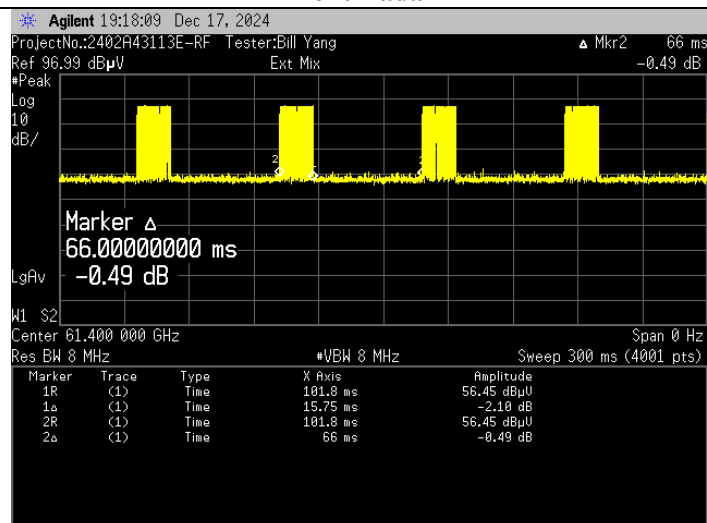 Agilent 19:18:09 Dec 17, 2024
ProjectNo.:2402A43113E-RF Tester:Bill Yang Δ Mkr2 66 ms
Ref 96.99 dBμV Ext Mix -0.49 dB
#Peak
Log
10
dB/
2
Marker Δ
66.00000000 ms
-0.49 dB
LgAv
W1 S2
Center 61.400 000 GHz Span 0 Hz
Res BW 8 MHz #VBW 8 MHz Sweep 300 ms (4001 pts)
Marker Trace Type X Axis Amplitude
1R (1) Time 101.8 ms 56.45 dBμV
1Δ (1) Time 15.75 ms -2.10 dB
2R (1) Time 101.8 ms 56.45 dBμV
2Δ (1) Time 66 ms -0.49 dB